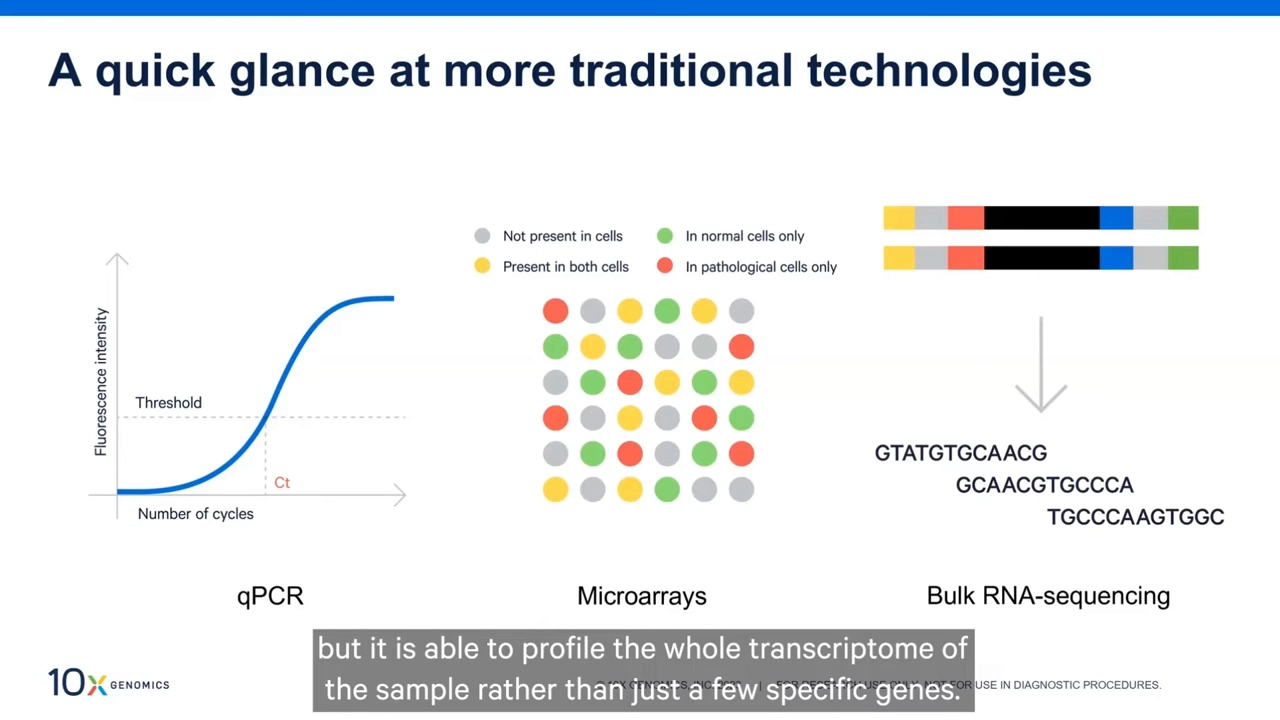 A quick glance at more traditional technologies
Fluorescence intensity
Threshold
Ct
Number of cycles
qPCR
Not present in cells
In normal cells only
Present in both cells
In pathological cells only
Microarrays
GTATGTGCAACG
GCAACGTGCCCA
TGCCCAAGTGGC
Bulk RNA-sequencing
but it is able to profile the whole transcriptome of
the sample rather than just a few specific genes.
10X GENOMICS
FOR USE IN DIAGNOSTIC PROCEDURES.